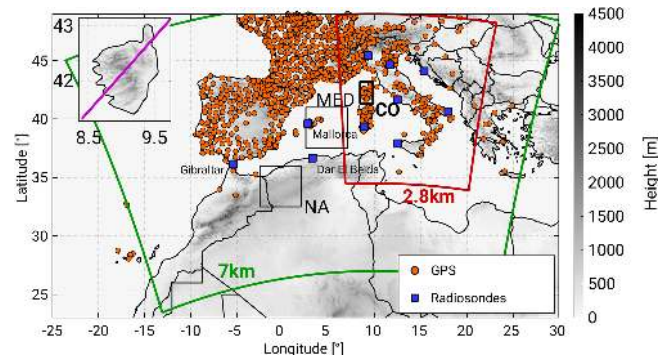 43
42
8.5 9.5
45
40
35
30
25
-25 -20 -15 -10 -5 0 5 10 15 20 25 30
Latitude [°]
Longitude [°]
MED
CO
Mallorca
Gibraltar
Dar El Beida
NA
2.8km
7km
GPS
Radiosondes
4500
4000
3500
3000
2500
2000
1500
1000
500
0
Height [m]